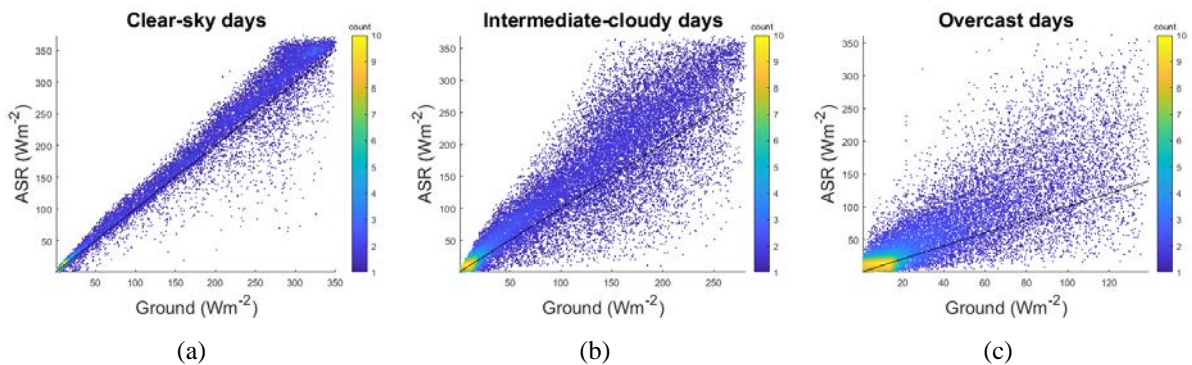 Clear-sky days
count
ASR (Wm-2)
350
300
250
200
150
100
50
50 100 150 200 250 300 350
Ground (Wm-2)
10
9
8
7
6
5
4
3
2
1
(a)
Intermediate-cloudy days
count
ASR (Wm-2)
350
300
250
200
150
100
50
50 100 150 200 250
Ground (Wm-2)
10
9
8
7
6
5
4
3
2
1
(b)
Overcast days
count
ASR (Wm-2)
350
300
250
200
150
100
50
20 40 60 80 100 120
Ground (Wm-2)
10
9
8
7
6
5
4
3
2
1
(c)